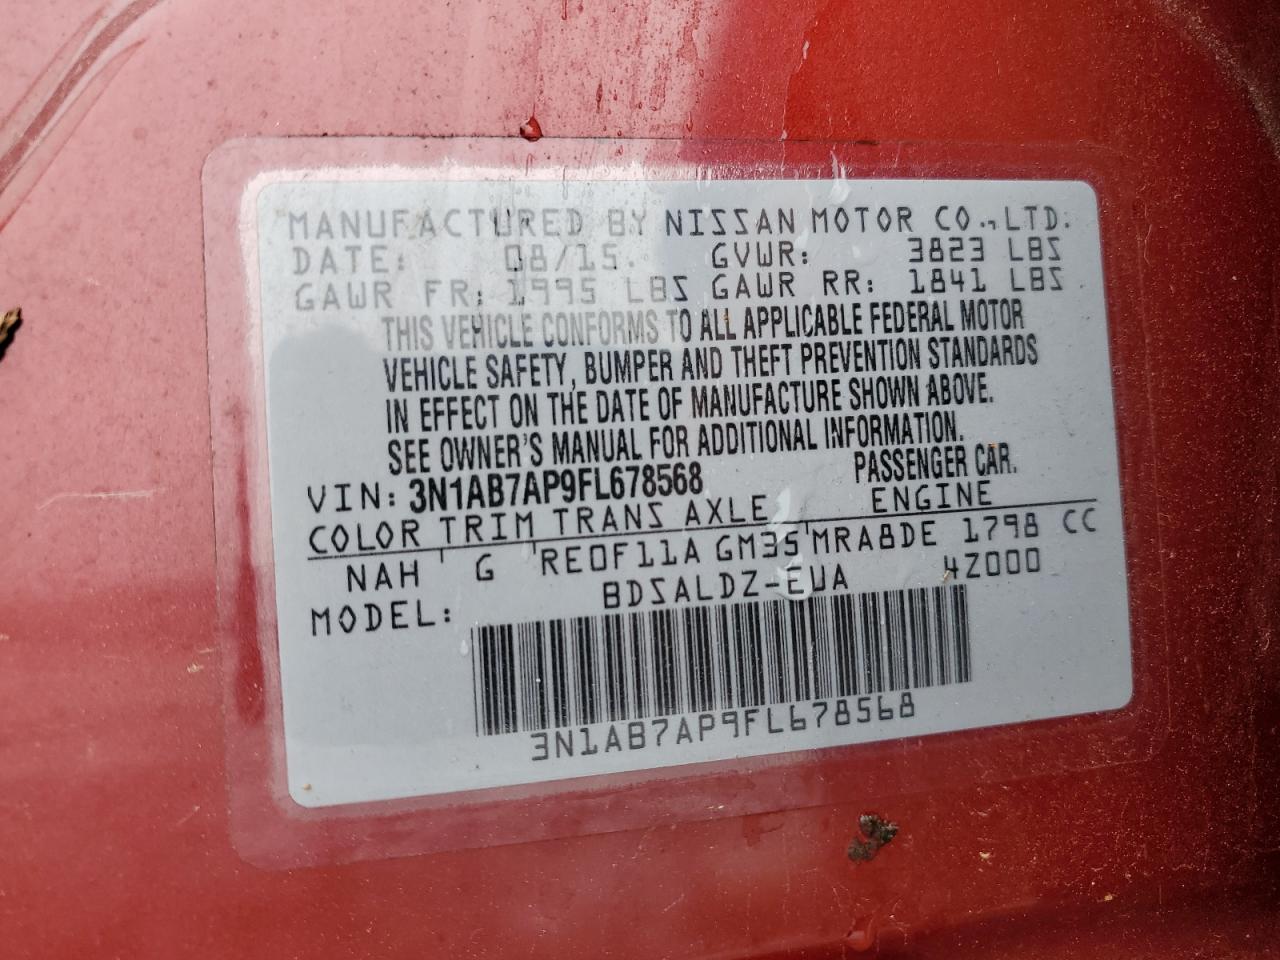 MANUFACTURED BY NISSAN MOTOR CO., LTD.
DATE: 08/15. GVWR: 3823 LBS
GAWR FR: 1995 LBS GAWR RR: 1841 LBS
THIS VEHICLE CONFORMS TO ALL APPLICABLE FEDERAL MOTOR
VEHICLE SAFETY, BUMPER AND THEFT PREVENTION STANDARDS
IN EFFECT ON THE DATE OF MANUFACTURE SHOWN ABOVE.
SEE OWNER'S MANUAL FOR ADDITIONAL INFORMATION.
VIN: 3N1AB7AP9FL678568 PASSENGER CAR.
COLOR TRIM TRANS AXLE ENGINE
NAH G RE0F11A GM35 MRA8DE 1798 CC
MODEL: BDSALDZ-EUA 4Z000
3N1AB7AP9FL678568